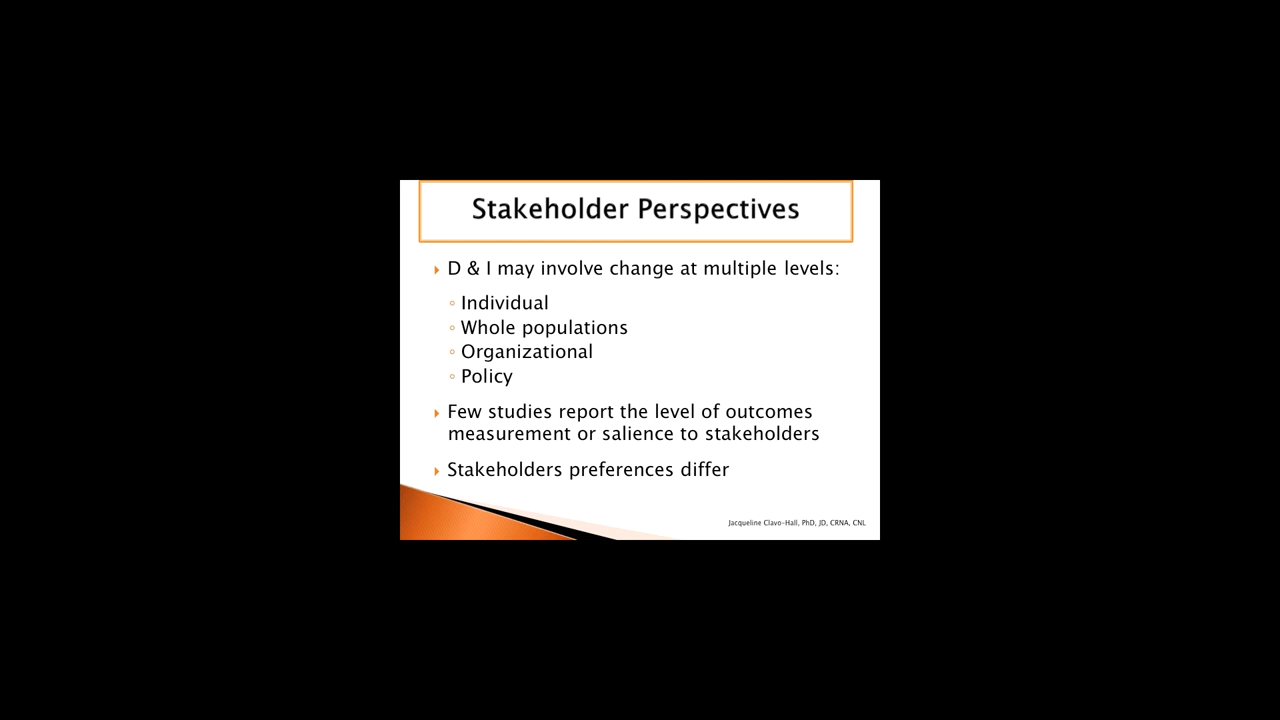 Stakeholder Perspectives
D & I may involve change at multiple levels:
Individual
Whole populations
Organizational
Policy
Few studies report the level of outcomes
measurement or salience to stakeholders
Stakeholders preferences differ
Jacqueline Clavo-Hall, PhD, JD, CRNA, CNL